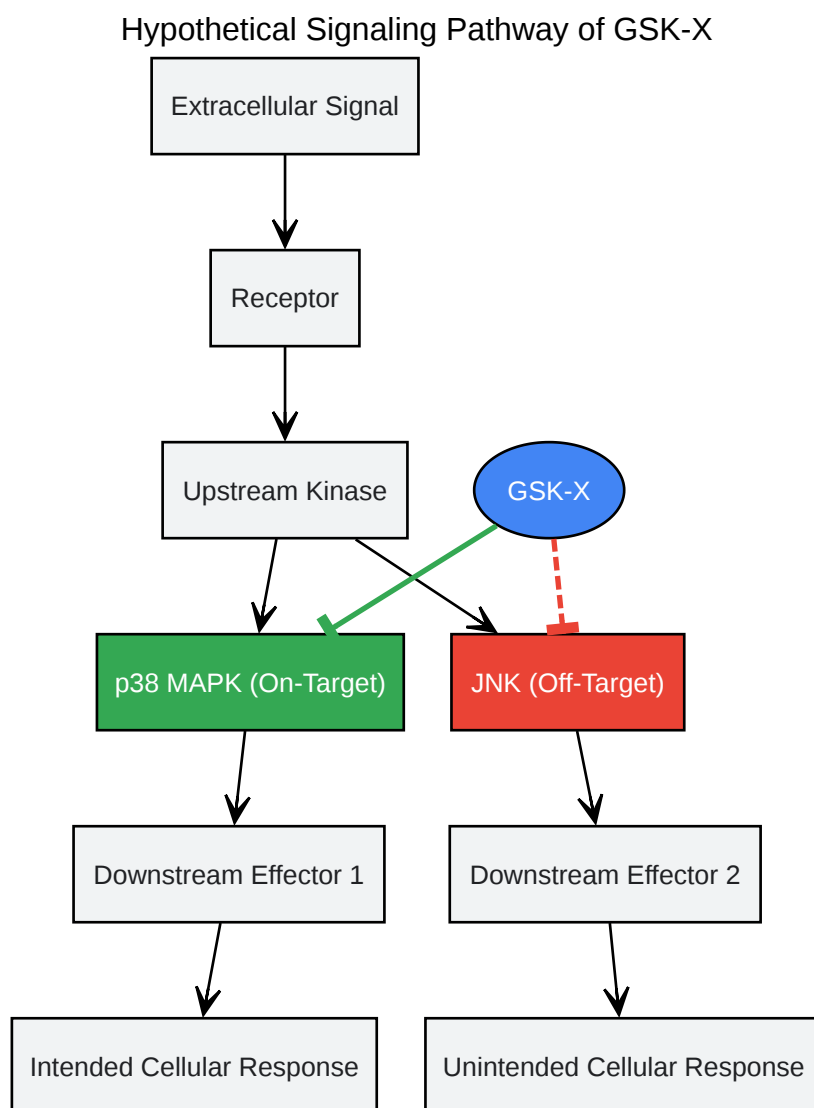 Hypothetical Signaling Pathway of GSK-X
Extracellular Signal
Receptor
Upstream Kinase
GSK-X
p38 MAPK (On-Target)
JNK (Off-Target)
Downstream Effector 1
Downstream Effector 2
Intended Cellular Response
Unintended Cellular Response